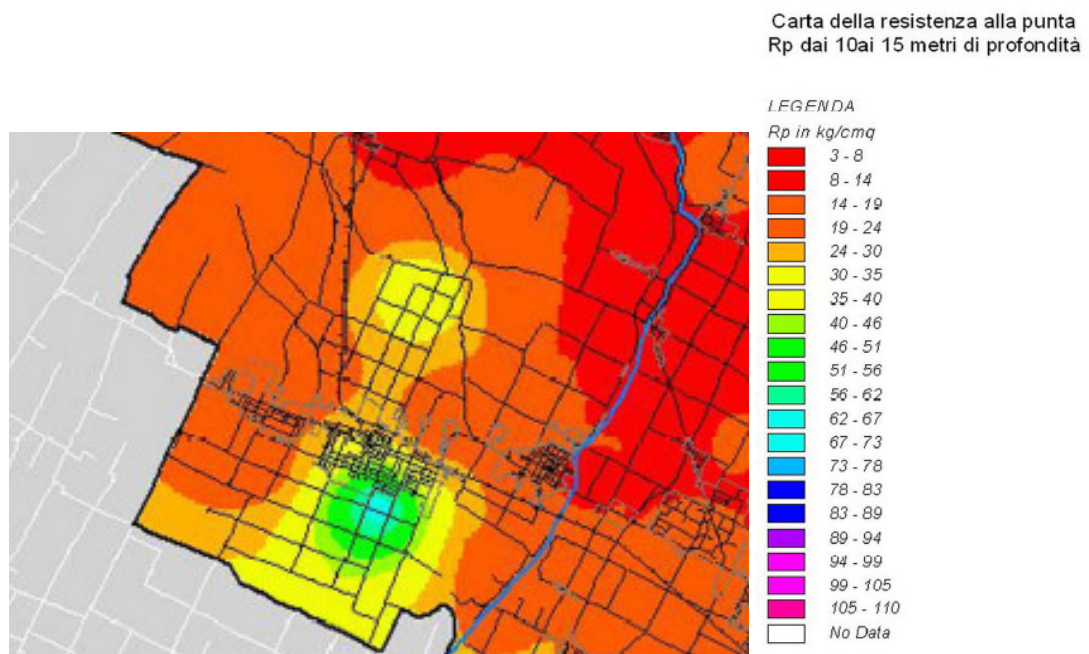 Carta della resistenza alla punta
Rp dai 10ai 15 metri di profondità
LEGENDA
Rp in kg/cmq
3 - 8
8 - 14
14 - 19
19 - 24
24 - 30
30 - 35
35 - 40
40 - 46
46 - 51
51 - 56
56 - 62
62 - 67
67 - 73
73 - 78
78 - 83
83 - 89
89 - 94
94 - 99
99 - 105
105 - 110
No Data